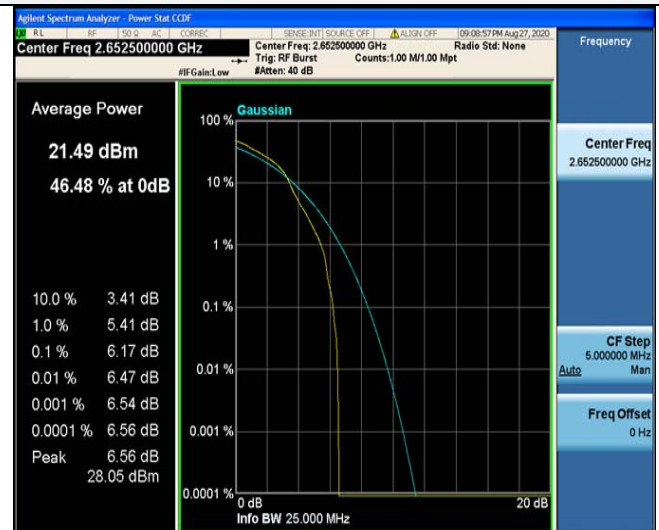 Agilent Spectrum Analyzer - Power Stat CCDF
RL RF 50 Ω AC CORREC SENSE:INT SOURCE OFF ALIGN OFF 09:08:57 PM Aug 27, 2020
Center Freq 2.652500000 GHz
Center Freq: 2.652500000 GHz Radio Std: None
Trig: RF Burst Counts:1.00 M/1.00 Mpt
#IFGain:Low #Atten: 40 dB
Frequency
Average Power
21.49 dBm
46.48 % at 0dB
10.0 % 3.41 dB
1.0 % 5.41 dB
0.1 % 6.17 dB
0.01 % 6.47 dB
0.001 % 6.54 dB
0.0001 % 6.56 dB
Peak 6.56 dB
28.05 dBm
Gaussian
100 %
10 %
1 %
0.1 %
0.01 %
0.001 %
0.0001 %
0 dB 20 dB
Info BW 25.000 MHz
Center Freq
2.652500000 GHz
CF Step
5.000000 MHz
Auto Man
Freq Offset
0 Hz